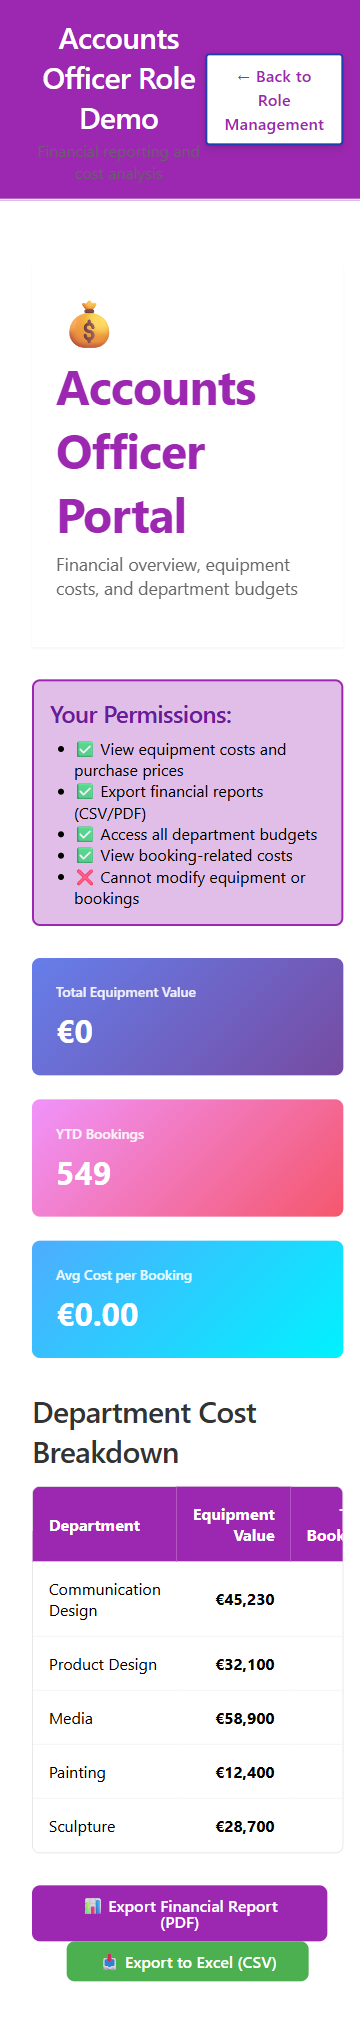 Accounts
Officer Role
Demo
Financial reporting and
cost analysis
← Back to
Role
Management
Accounts
Officer
Portal
Financial overview, equipment
costs, and department budgets
Your Permissions:
• ✅ View equipment costs and
purchase prices
• ✅ Export financial reports
(CSV/PDF)
• ✅ Access all department budgets
• ✅ View booking-related costs
• ❌ Cannot modify equipment or
bookings
Total Equipment Value
€0
YTD Bookings
549
Avg Cost per Booking
€0.00
Department Cost
Breakdown
Department Equipment
Value
Communication
Design €45,230
Product Design €32,100
Media €58,900
Painting €12,400
Sculpture €28,700
📊 Export Financial Report
(PDF)
📥 Export to Excel (CSV)